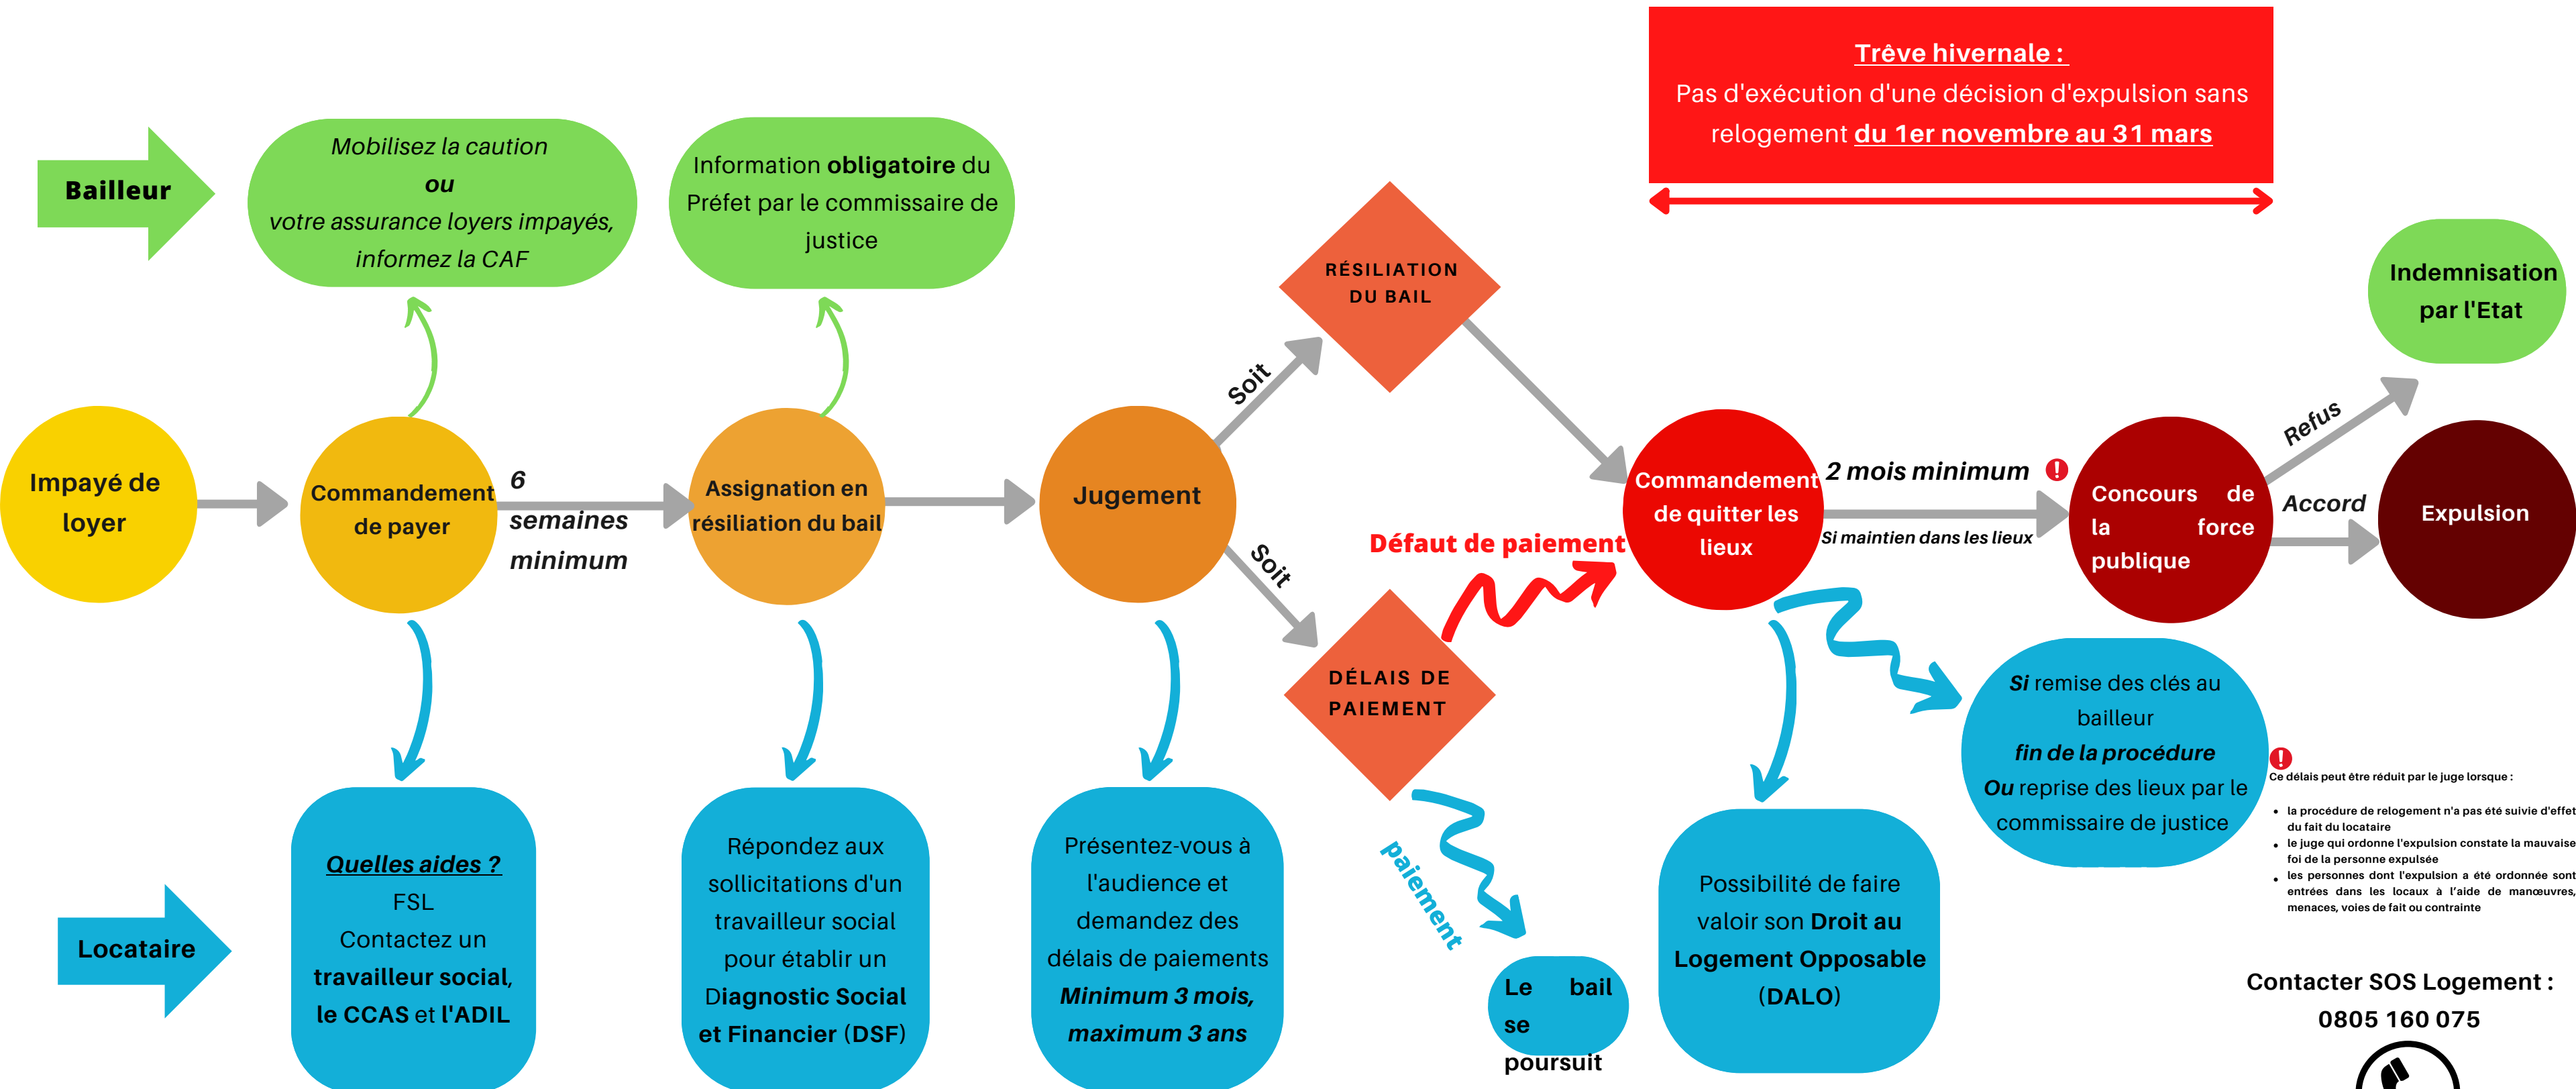 Trêve hivernale :
Pas d'exécution d'une décision d'expulsion sans
relogement du 1er novembre au 31 mars
Bailleur
Mobilisez la caution
ou
votre assurance loyers impayés,
informez la CAF
Information obligatoire du
Préfet par le commissaire de
justice
RÉSILIATION
DU BAIL
Indemnisation
par l'Etat
Impayé de
loyer
Commandement
de payer
6
semaines
minimum
Assignation en
résiliation du bail
Jugement
Soit
Soit
Défaut de paiement
Commandement
de quitter les
lieux
2 mois minimum
Si maintien dans les lieux
Concours de
la force
publique
Refus
Accord
Expulsion
DÉLAIS DE
PAIEMENT
paiement
Le bail
se
poursuit
Si remise des clés au
bailleur
fin de la procédure
Ou reprise des lieux par le
commissaire de justice
Ce délais peut être réduit par le juge lorsque :
la procédure de relogement n'a pas été suivie d'effet
du fait du locataire
le juge qui ordonne l'expulsion constate la mauvaise
foi de la personne expulsée
les personnes dont l'expulsion a été ordonnée sont
entrées dans les locaux à l’aide de manœuvres,
menaces, voies de fait ou contrainte
Locataire
Quelles aides ?
FSL
Contactez un
travailleur social,
le CCAS et l'ADIL
Répondez aux
sollicitations d'un
travailleur social
pour établir un
Diagnostic Social
et Financier (DSF)
Présentez-vous à
l'audience et
demandez des
délais de paiements
Minimum 3 mois,
maximum 3 ans
Possibilité de faire
valoir son Droit au
Logement Opposable
(DALO)
Contacter SOS Logement :
0805 160 075